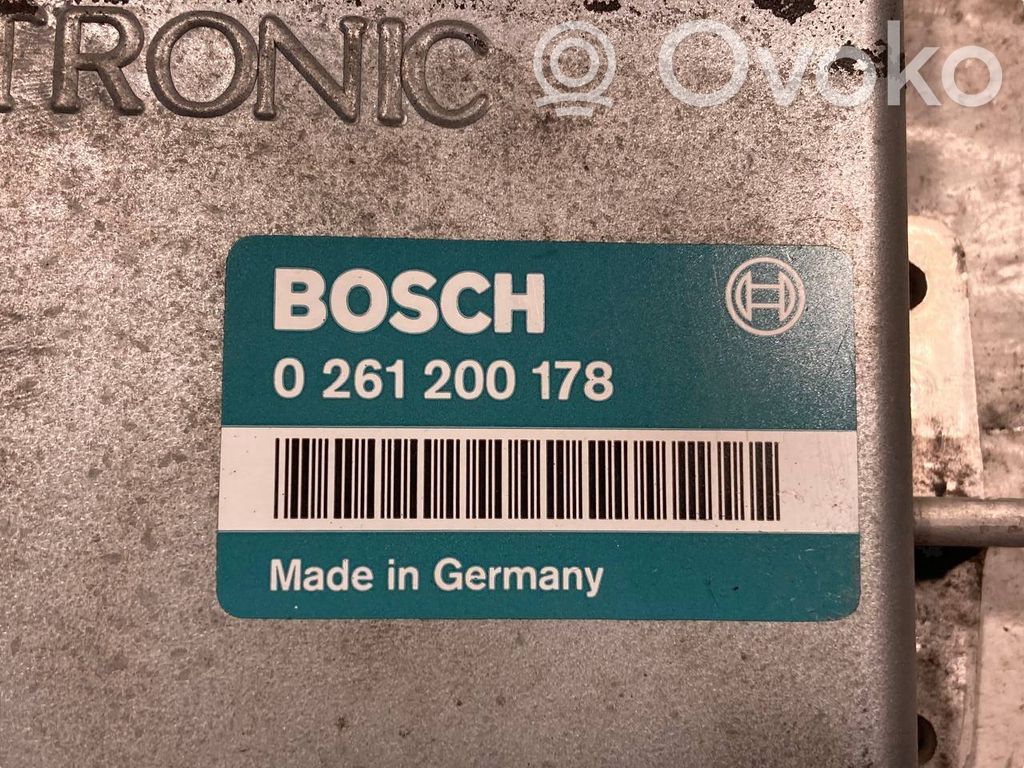 TRONIC
Ovoko
BOSCH
0 261 200 178
Made in Germany